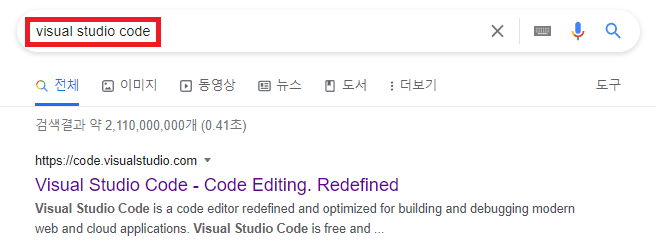 visual studio code
전체 이미지 동영상 뉴스 도서 더보기 도구
검색결과 약 2,110,000,000개 (0.41초)
https://code.visualstudio.com
Visual Studio Code - Code Editing. Redefined
Visual Studio Code is a code editor redefined and optimized for building and debugging modern
web and cloud applications. Visual Studio Code is free and ...